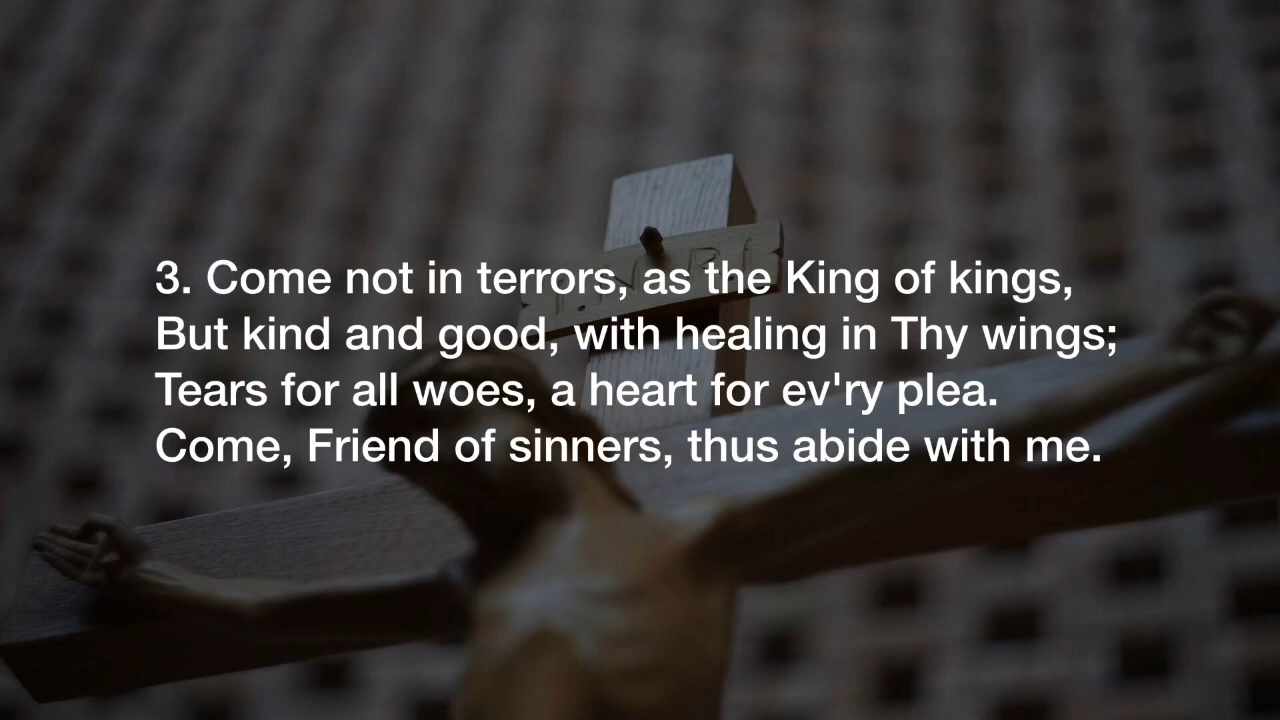 3. Come not in terrors, as the King of kings,
But kind and good, with healing in Thy wings;
Tears for all woes, a heart for ev'ry plea.
Come, Friend of sinners, thus abide with me.